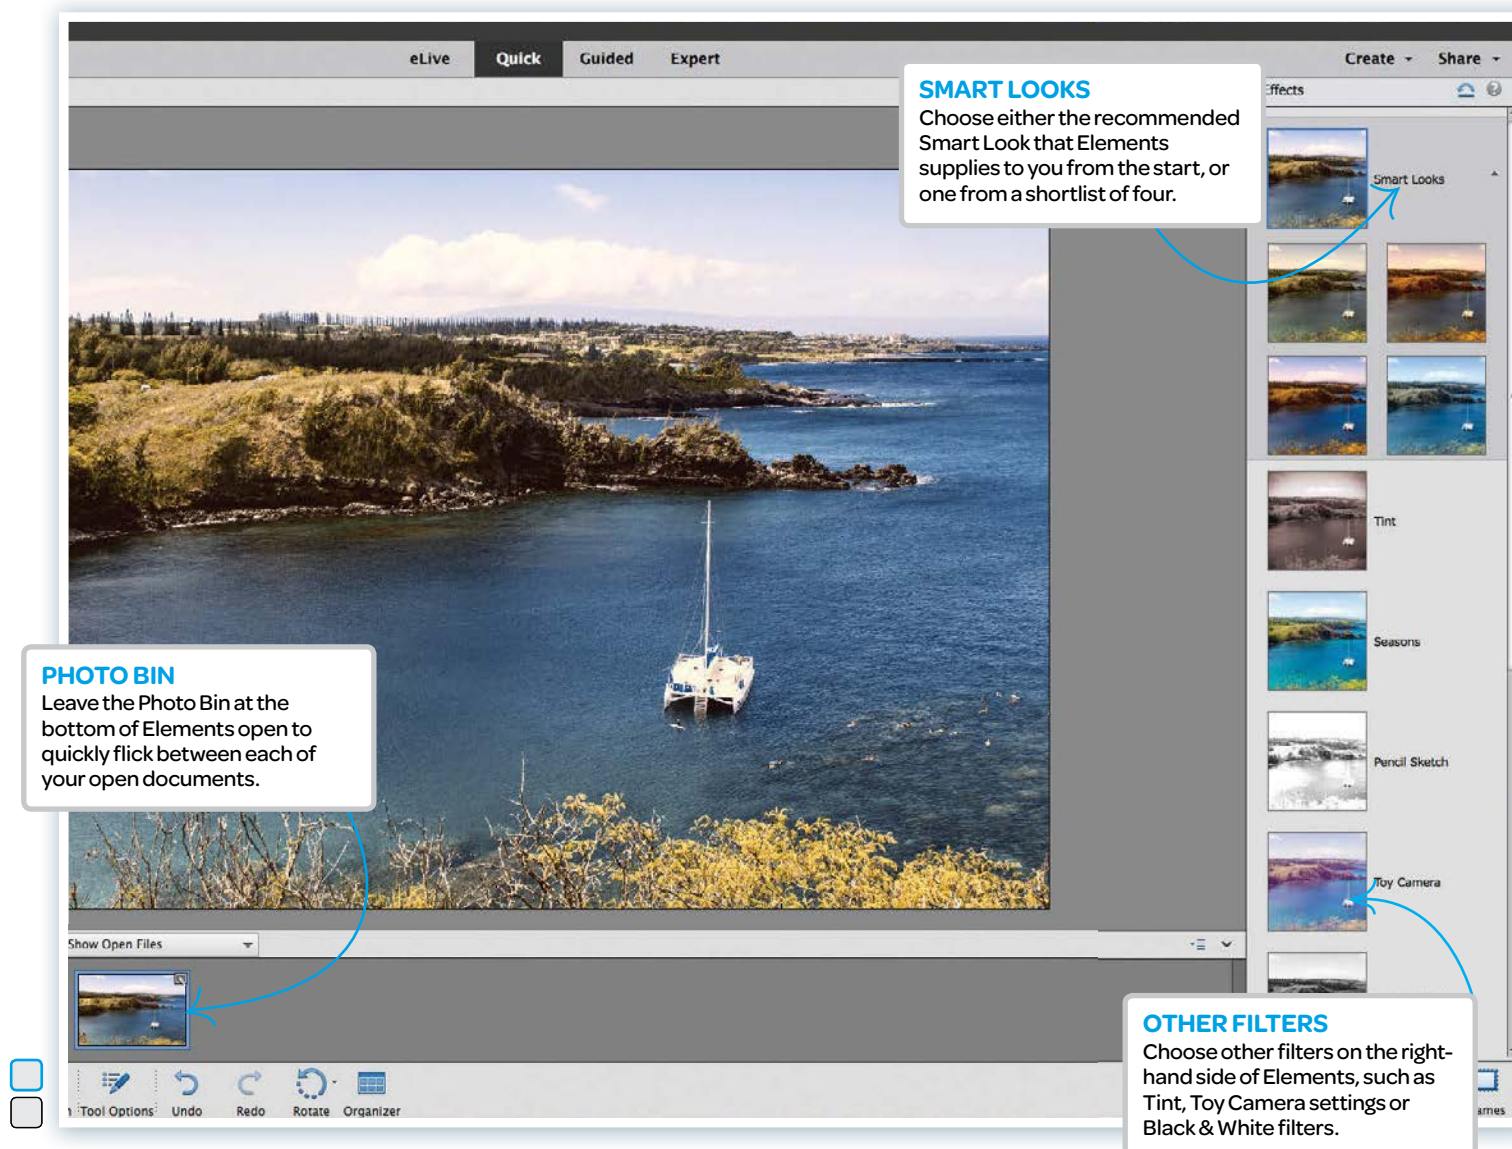 eLive Quick Guided Expert Create Share
Effects
SMART LOOKS
Choose either the recommended
Smart Look that Elements
supplies to you from the start, or
one from a shortlist of four.
Smart Looks
Tint
Seasons
Pencil Sketch
Toy Camera
PHOTO BIN
Leave the Photo Bin at the
bottom of Elements open to
quickly flick between each of
your open documents.
Show Open Files
OTHER FILTERS
Choose other filters on the right-
hand side of Elements, such as
Tint, Toy Camera settings or
Black & White filters.
Tool Options Undo Redo Rotate Organizer